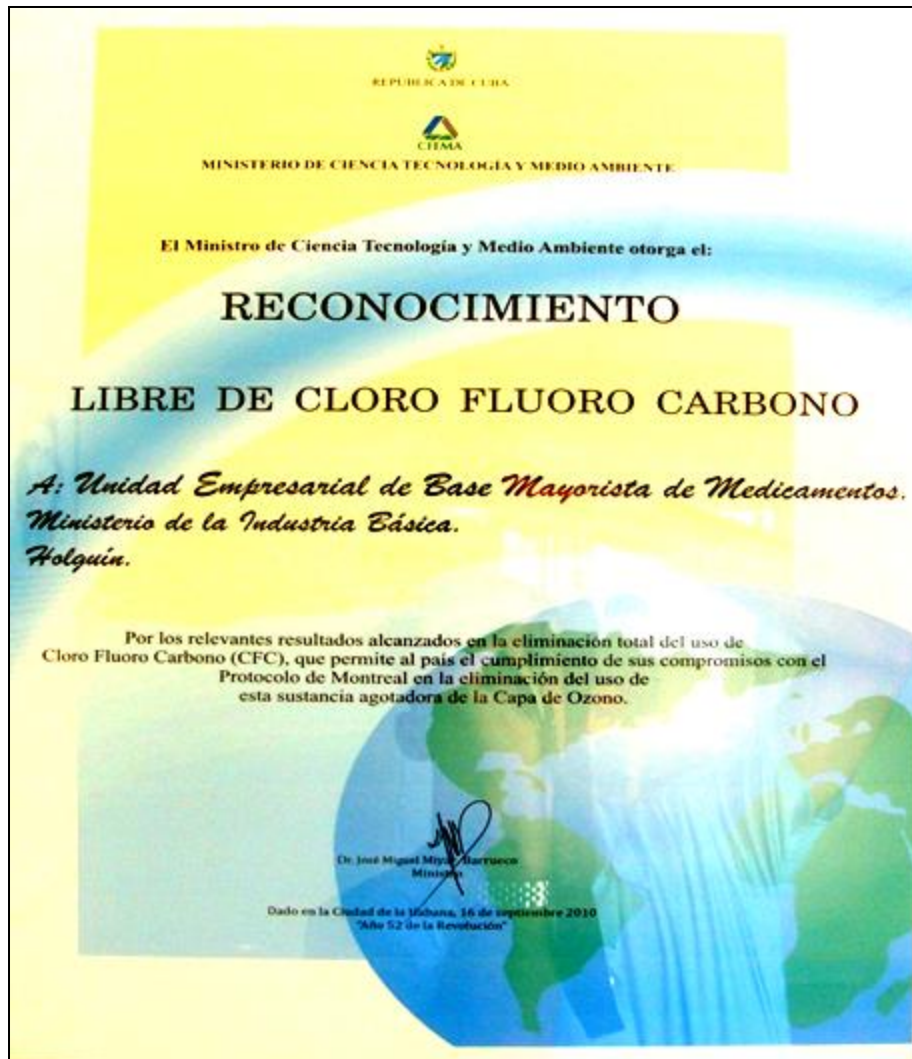 REPUBLICA DE CUBA
CITMA
MINISTERIO DE CIENCIA TECNOLOGÍA Y MEDIO AMBIENTE
El Ministro de Ciencia Tecnología y Medio Ambiente otorga el:
RECONOCIMIENTO
LIBRE DE CLORO FLUORO CARBONO
A: Unidad Empresarial de Base Mayorista de Medicamentos.
Ministerio de la Industria Básica.
Holguín.
Por los relevantes resultados alcanzados en la eliminación total del uso de
Cloro Fluoro Carbono (CFC), que permite al país el cumplimiento de sus compromisos con el
Protocolo de Montreal en la eliminación del uso de
esta sustancia agotadora de la Capa de Ozono.
Dr. José Miguel Miyar Barrueco
Ministro
Dado en la Ciudad de la Habana, 16 de septiembre 2010
"Año 52 de la Revolución"